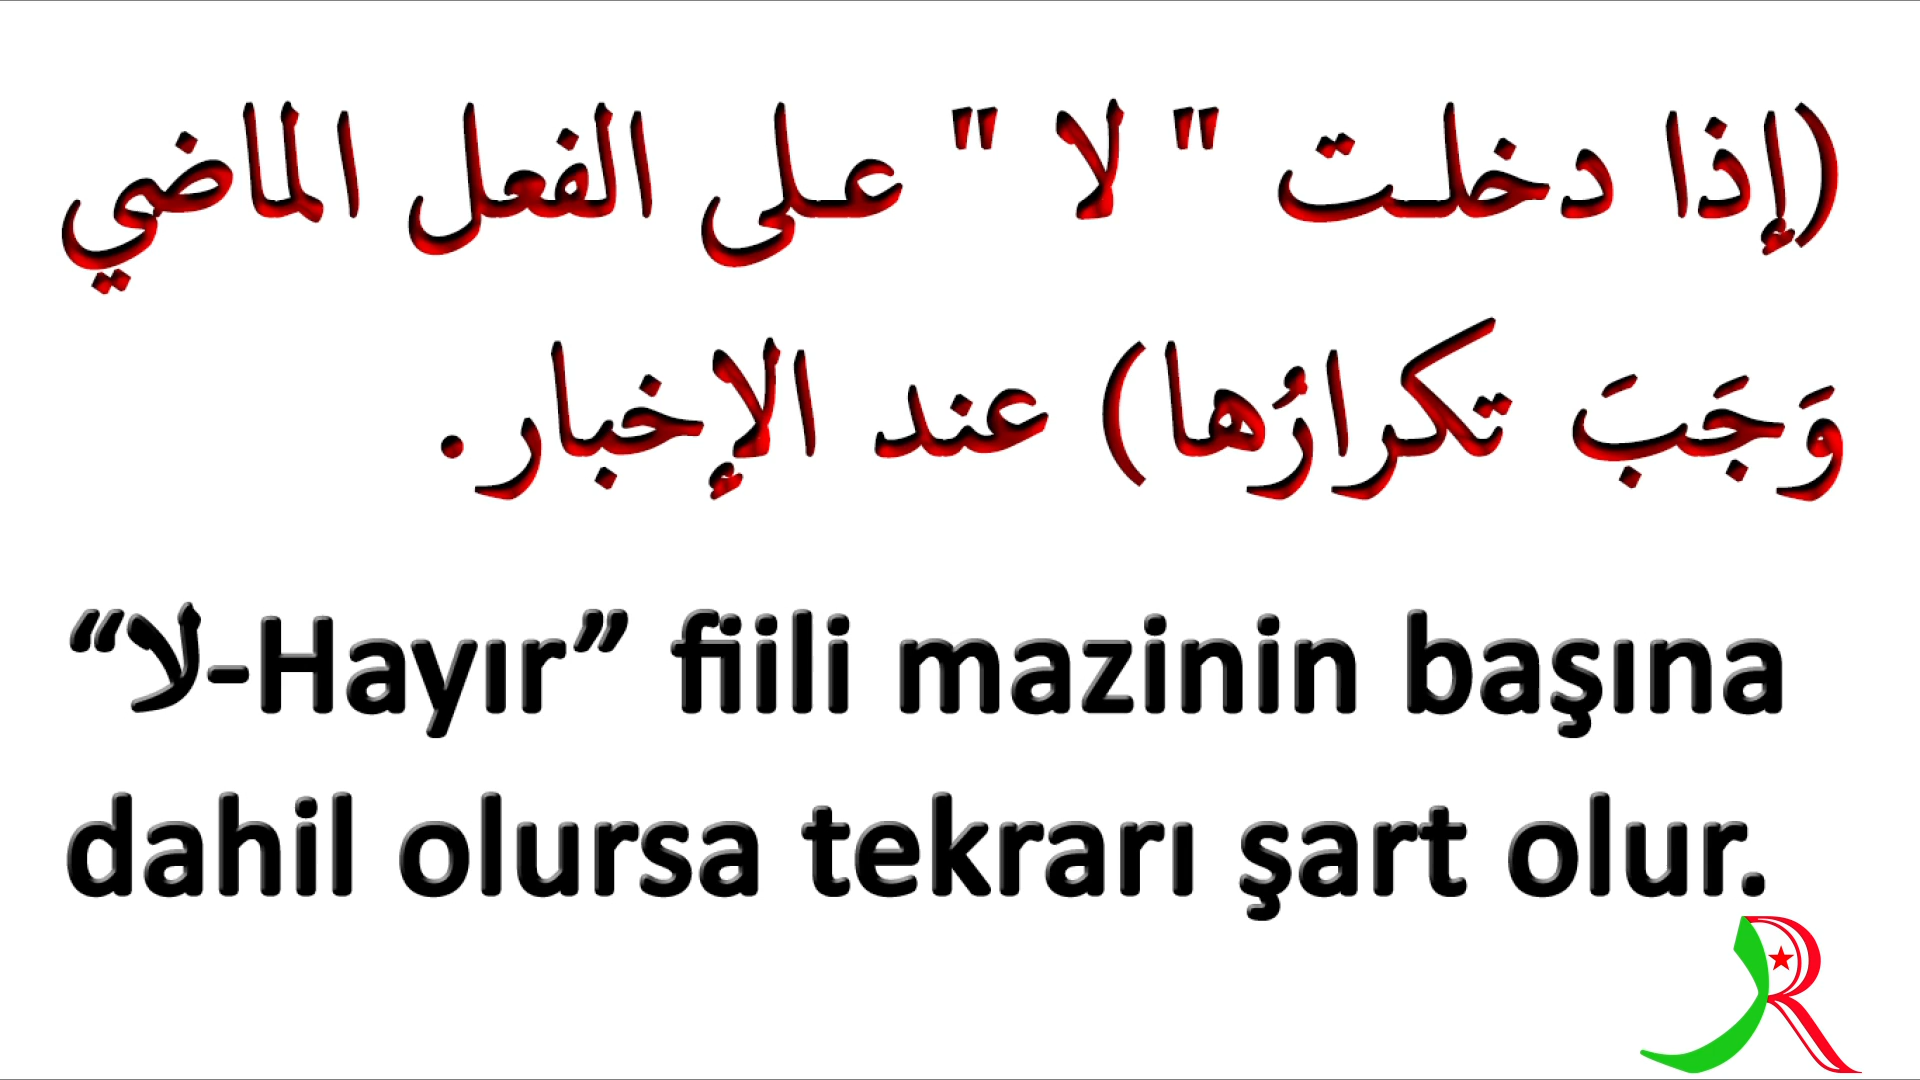 (إذا دخلـت " لا " عـلى الفعل الماضي
وَجَبَ تكرارُها) عند الإخبار.
“لا-Hayır” fiili mazinin başına
dahil olursa tekrarı şart olur.